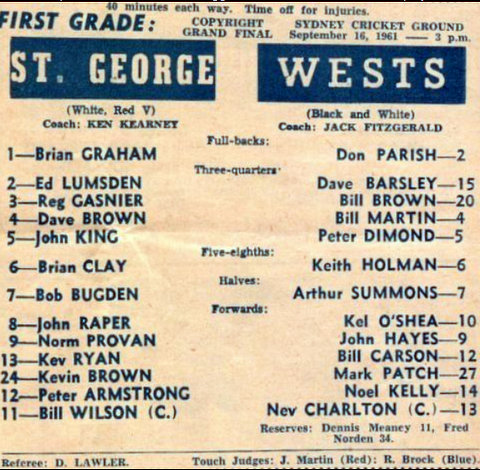 40 minutes each way. Time off for injuries.
FIRST GRADE: COPYRIGHT GRAND FINAL SYDNEY CRICKET GROUND September 16, 1961 — 3 p.m.
ST. GEORGE WESTS
(White, Red V) (Black and White)
Coach: KEN KEARNEY Coach: JACK FITZGERALD
Full-backs:
1—Brian GRAHAM Don PARISH—2
Three-quarters:
2—Ed LUMSDEN Dave BARSLEY—15
3—Reg GASNIER Bill BROWN—20
4—Dave BROWN Bill MARTIN—4
5—John KING Peter DIMOND—5
Five-eighths:
6—Brian CLAY Keith HOLMAN—6
Halves:
7—Bob BUGDEN Arthur SUMMONS—7
Forwards:
8—John RAPER Kel O'SHEA—10
9—Norm PROVAN John HAYES—9
13—Kev RYAN Bill CARSON—12
24—Kevin BROWN Mark PATCH—27
12—Peter ARMSTRONG Noel KELLY—14
11—Bill WILSON (C.) Nev CHARLTON (C.)—13
Reserves: Dennis Meaney 11, Fred
Norden 34.
Referee: D. LAWLER. Touch Judges: J. Martin (Red): R. Brock (Blue).